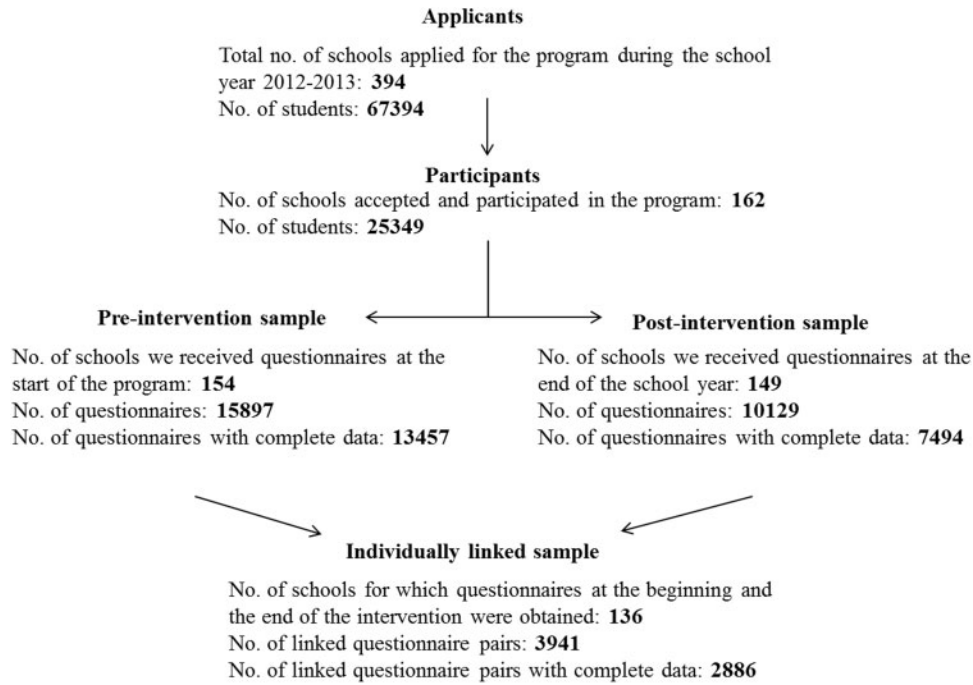 Applicants
Total no. of schools applied for the program during the school
year 2012-2013: 394
No. of students: 67394
Participants
No. of schools accepted and participated in the program: 162
No. of students: 25349
Pre-intervention sample
No. of schools we received questionnaires at the
start of the program: 154
No. of questionnaires: 15897
No. of questionnaires with complete data: 13457
Post-intervention sample
No. of schools we received questionnaires at the
end of the school year: 149
No. of questionnaires: 10129
No. of questionnaires with complete data: 7494
Individually linked sample
No. of schools for which questionnaires at the beginning and
the end of the intervention were obtained: 136
No. of linked questionnaire pairs: 3941
No. of linked questionnaire pairs with complete data: 2886